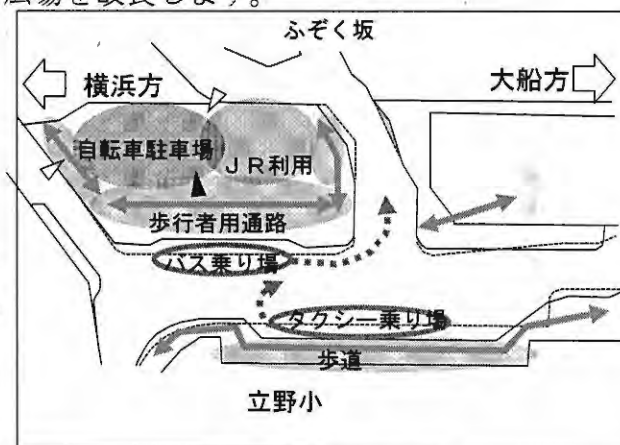 広場を改良します。
ふぞく坂
横浜方
大船方
自転車駐車場
ＪＲ利用
歩行者用通路
バス乗り場
タクシー乗り場
歩道
立野小